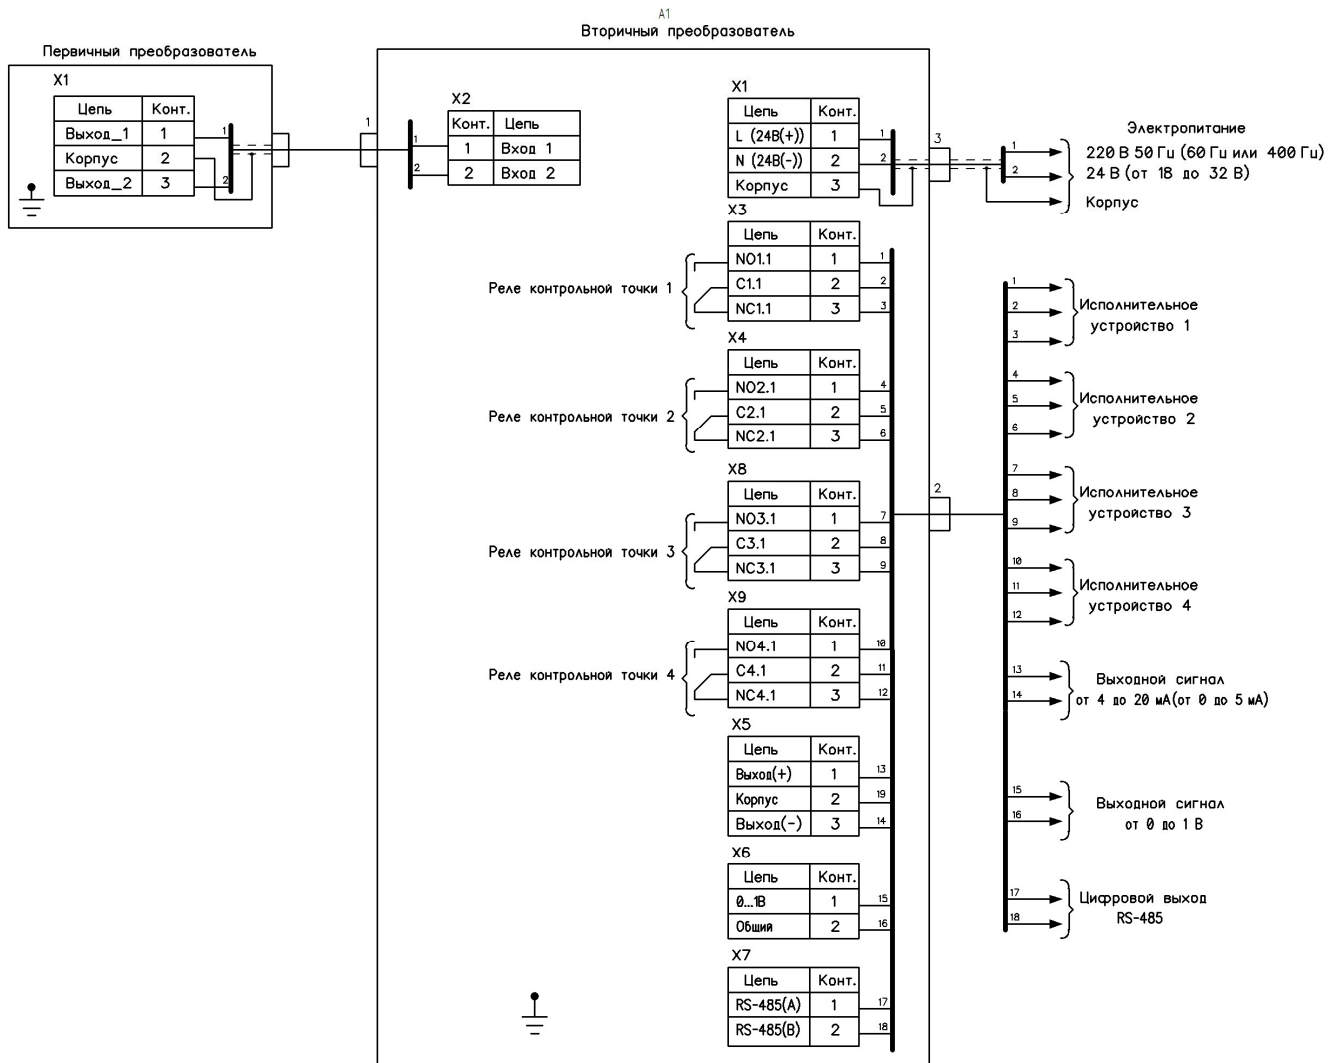 A1
Вторичный преобразователь
Первичный преобразователь
X1
Цепь Конт.
Выход_1 1
Корпус 2
Выход_2 3
1
2
1
1
2
X2
Конт. Цепь
1 Вход 1
2 Вход 2
X1
Цепь Конт.
L (24В(+)) 1
N (24В(-)) 2
Корпус 3
1
2
3
1
2
Электропитание
220 В 50 Гц (60 Гц или 400 Гц)
24 В (от 18 до 32 В)
Корпус
X3
Цепь Конт.
NO1.1 1 1
C1.1 2 2
NC1.1 3 3
Реле контрольной точки 1
X4
Цепь Конт.
NO2.1 1 4
C2.1 2 5
NC2.1 3 6
Реле контрольной точки 2
X8
Цепь Конт.
NO3.1 1 7
C3.1 2 8
NC3.1 3 9
Реле контрольной точки 3
X9
Цепь Конт.
NO4.1 1 10
C4.1 2 11
NC4.1 3 12
Реле контрольной точки 4
X5
Цепь Конт.
Выход(+) 1 13
Корпус 2 19
Выход(-) 3 14
X6
Цепь Конт.
0...1В 1 15
Общий 2 16
X7
Цепь Конт.
RS-485(A) 1 17
RS-485(B) 2 18
2
1
2
3
Исполнительное
устройство 1
4
5
6
Исполнительное
устройство 2
7
8
9
Исполнительное
устройство 3
10
11
12
Исполнительное
устройство 4
13
14
Выходной сигнал
от 4 до 20 мА(от 0 до 5 мА)
15
16
Выходной сигнал
от 0 до 1 В
17
18
Цифровой выход
RS-485